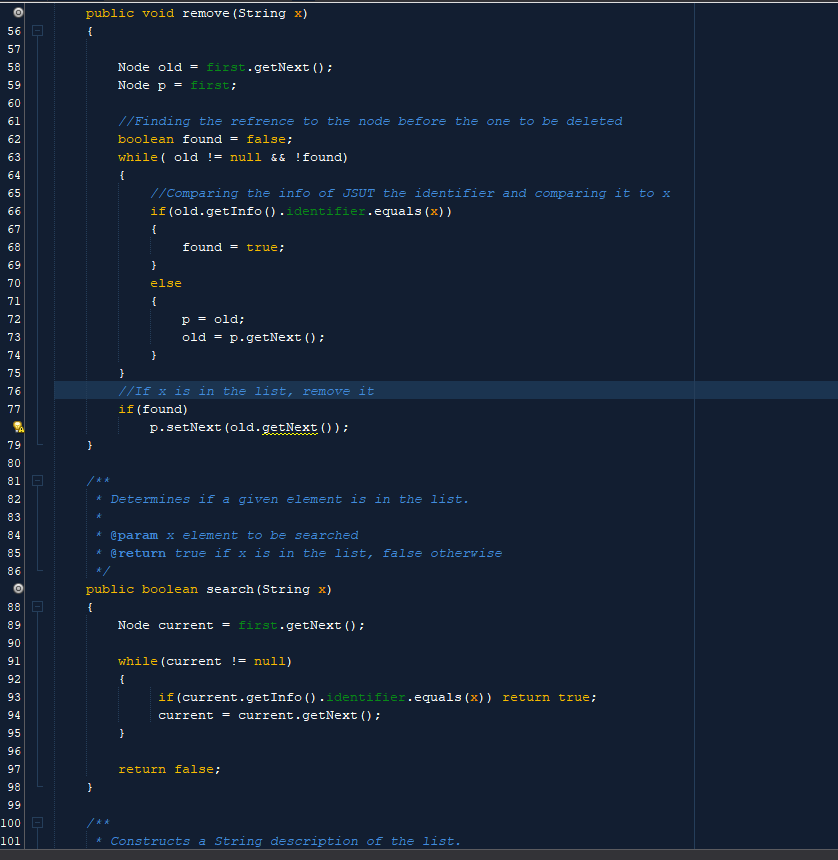 public void remove(String x)
56 {
57
58 Node old = first.getNext();
59 Node p = first;
60
61 //Finding the refrence to the node before the one to be deleted
62 boolean found = false;
63 while( old != null && !found)
64 {
65 //Comparing the info of JSUT the identifier and comparing it to x
66 if(old.getInfo().identifier.equals(x))
67 {
68 found = true;
69 }
70 else
71 {
72 p = old;
73 old = p.getNext();
74 }
75 }
76 //If x is in the list, remove it
77 if(found)
p.setNext(old.getNext());
79 }
80
81 /**
82 * Determines if a given element is in the list.
83 *
84 * @param x element to be searched
85 * @return true if x is in the list, false otherwise
86 */
public boolean search(String x)
88 {
89 Node current = first.getNext();
90
91 while(current != null)
92 {
93 if(current.getInfo().identifier.equals(x)) return true;
94 current = current.getNext();
95 }
96
97 return false;
98 }
99
100 /**
101 * Constructs a String description of the list.